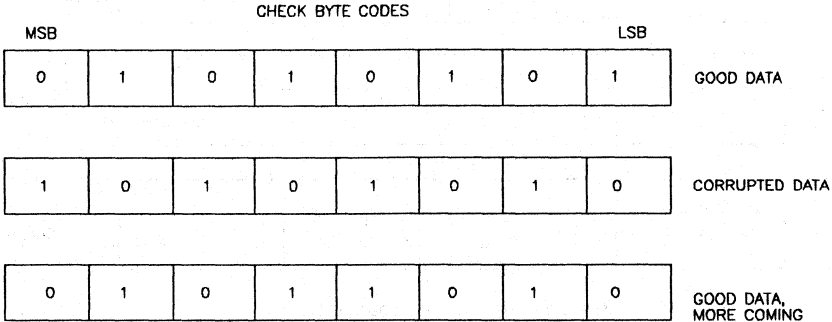 CHECK BYTE CODES
MSB LSB
0 1 0 1 0 1 0 1 GOOD DATA
1 0 1 0 1 0 1 0 CORRUPTED DATA
0 1 0 1 1 0 1 0 GOOD DATA,
MORE COMING